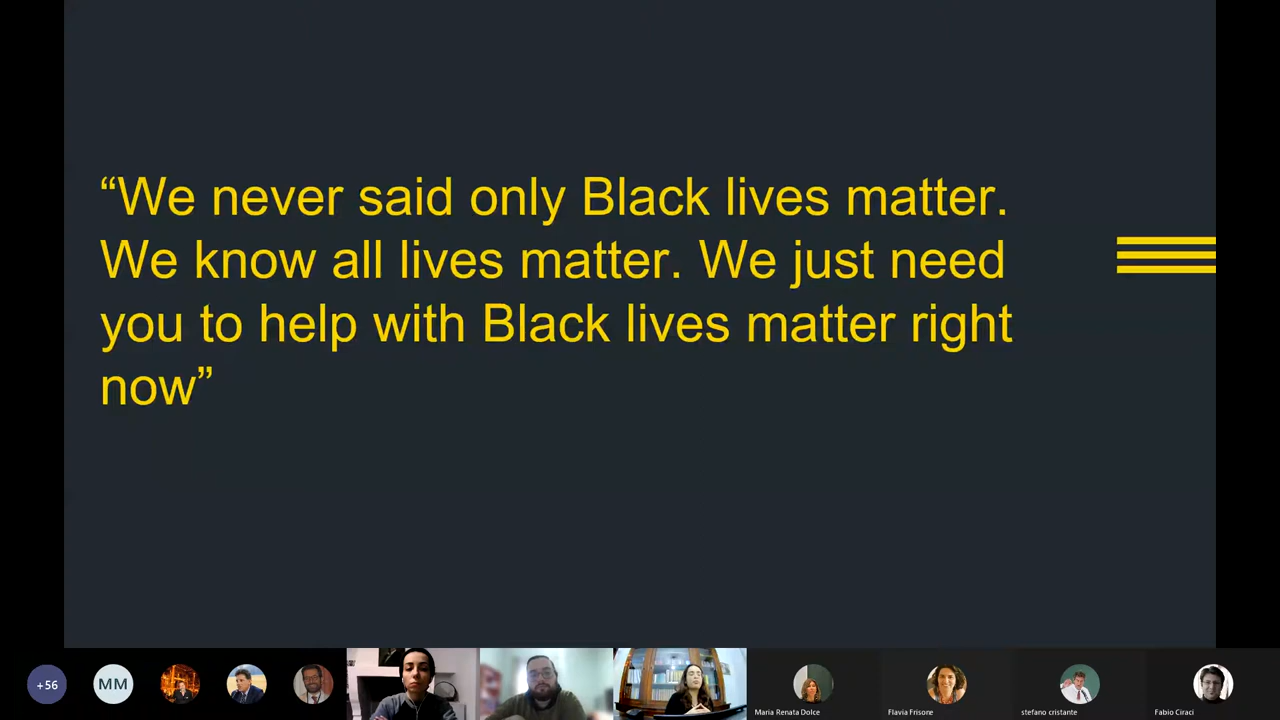 “We never said only Black lives matter.
We know all lives matter. We just need
you to help with Black lives matter right
now”
+56
MM
Maria Renata Dolce
Flavia Frisone
stefano cristante
Fabio Ciracì